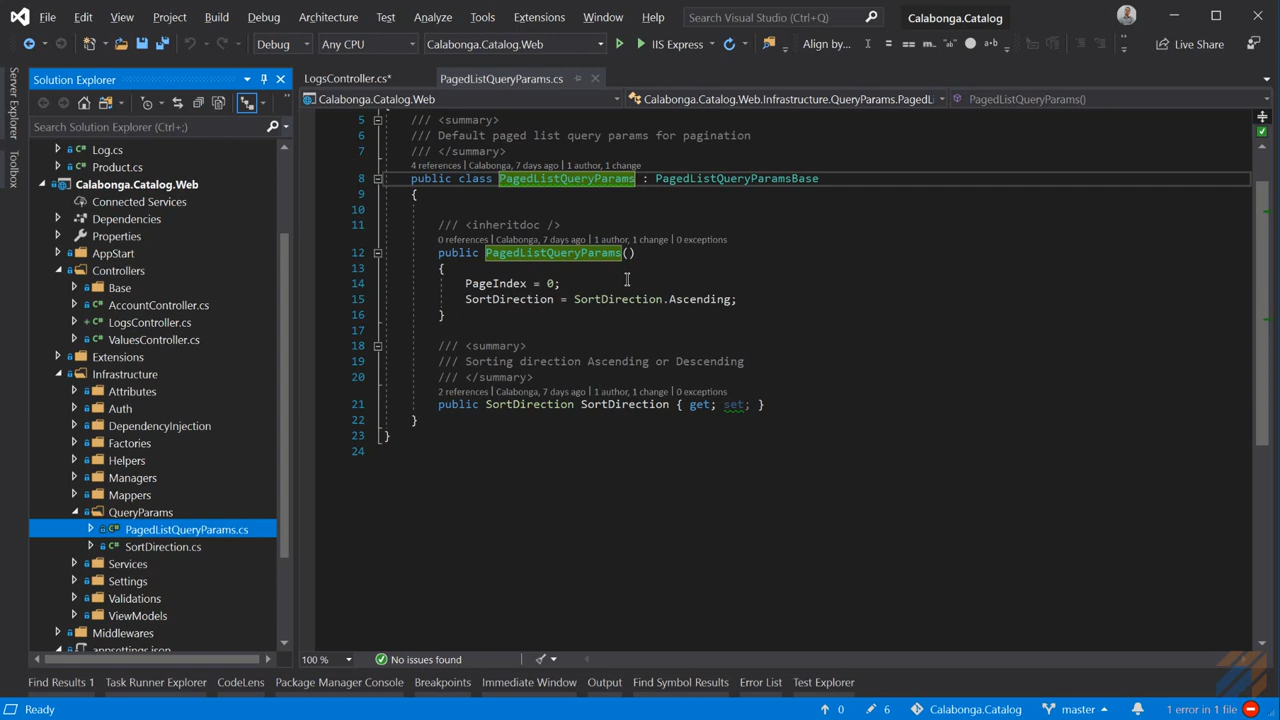 File Edit View Project Build Debug Architecture Test Analyze Tools Extensions Window Help Search Visual Studio (Ctrl+Q) Calabonga.Catalog
Debug Any CPU Calabonga.Catalog.Web IIS Express Align by... Live Share
Server Explorer
Toolbox
Solution Explorer
Search Solution Explorer (Ctrl+;)
Log.cs
Product.cs
Calabonga.Catalog.Web
Connected Services
Dependencies
Properties
AppStart
Controllers
Base
AccountController.cs
LogsController.cs
ValuesController.cs
Extensions
Infrastructure
Attributes
Auth
DependencyInjection
Factories
Helpers
Managers
Mappers
QueryParams
PagedListQueryParams.cs
SortDirection.cs
Services
Settings
Validations
ViewModels
Middlewares
appsettings.json
LogsController.cs* PagedListQueryParams.cs
Calabonga.Catalog.Web Calabonga.Catalog.Web.Infrastructure.QueryParams.PagedLi PagedListQueryParams()
5 /// <summary>
6 /// Default paged list query params for pagination
7 /// </summary>
4 references | Calabonga, 7 days ago | 1 author, 1 change
8 public class PagedListQueryParams : PagedListQueryParamsBase
9 {
10
11 /// <inheritdoc />
0 references | Calabonga, 7 days ago | 1 author, 1 change | 0 exceptions
12 public PagedListQueryParams()
13 {
14 PageIndex = 0;
15 SortDirection = SortDirection.Ascending;
16 }
17
18 /// <summary>
19 /// Sorting direction Ascending or Descending
20 /// </summary>
2 references | Calabonga, 7 days ago | 1 author, 1 change | 0 exceptions
21 public SortDirection SortDirection { get; set; }
22 }
23 }
24
100 % No issues found
Find Results 1 Task Runner Explorer CodeLens Package Manager Console Breakpoints Immediate Window Output Find Symbol Results Error List Test Explorer
Ready 0 6 Calabonga.Catalog master 1 error in 1 file